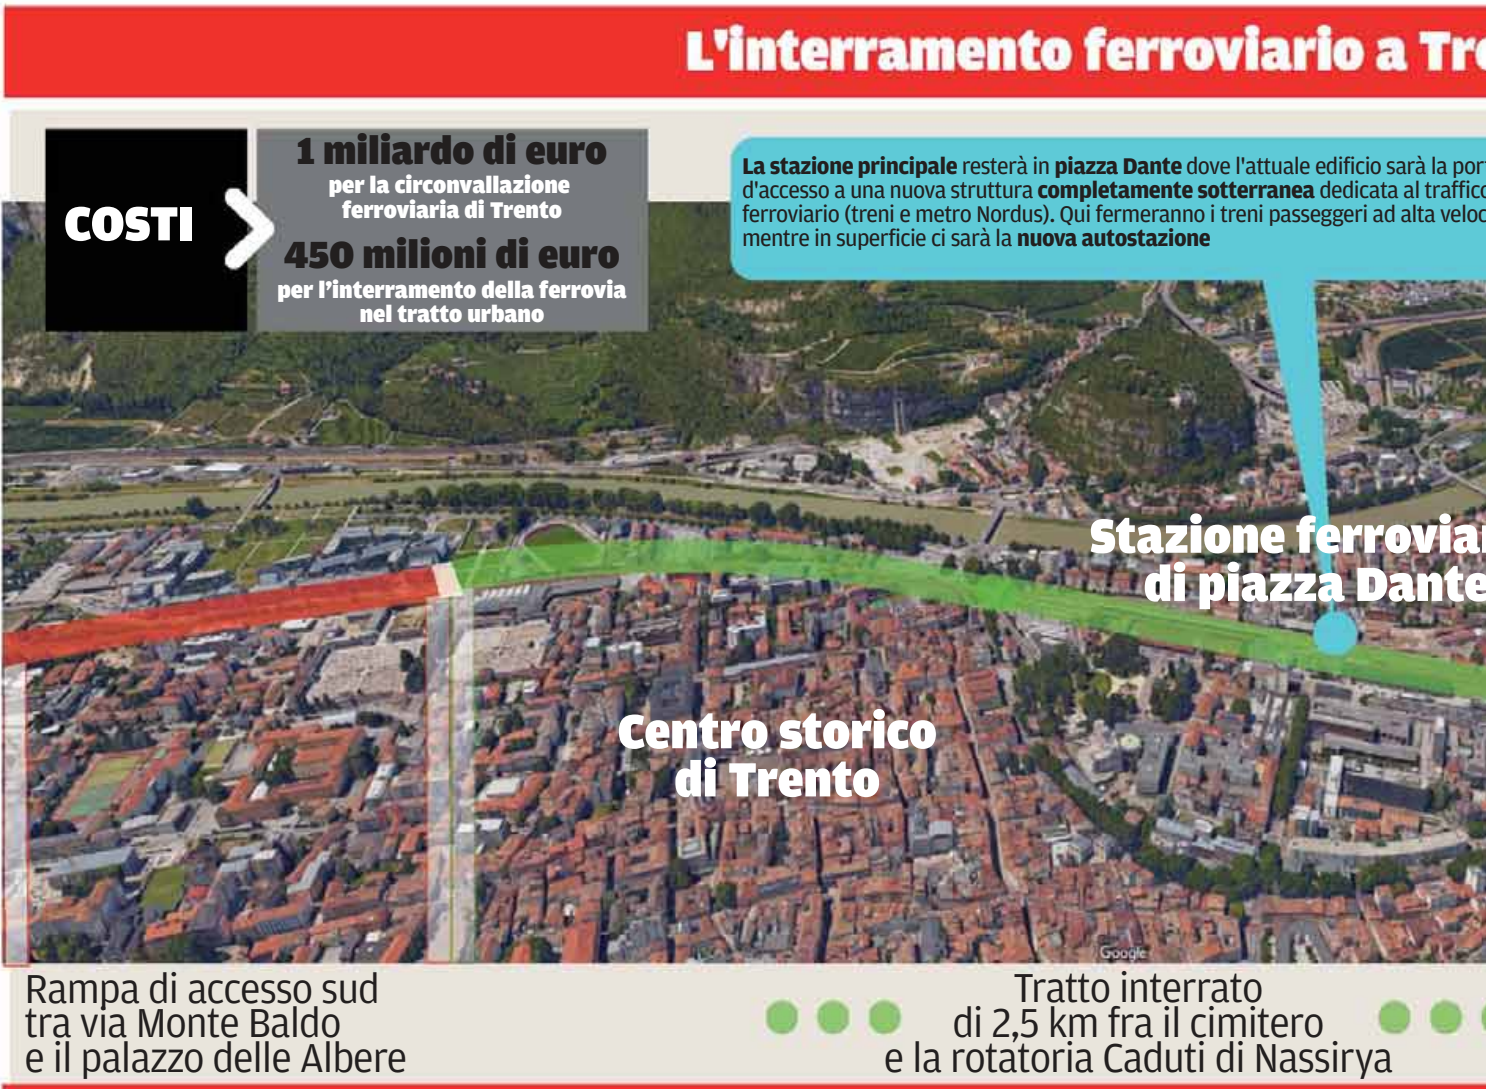 L'interramento ferroviario a Tre
COSTI
1 miliardo di euro
per la circonvallazione
ferroviaria di Trento
450 milioni di euro
per l'interramento della ferrovia
nel tratto urbano
La stazione principale resterà in piazza Dante dove l'attuale edificio sarà la por
d'accesso a una nuova struttura completamente sotterranea dedicata al traffico
ferroviario (treni e metro Nordus). Qui fermeranno i treni passeggeri ad alta veloc
mentre in superficie ci sarà la nuova autostazione
Stazione ferroviar
di piazza Dante
Centro storico
di Trento
Google
Rampa di accesso sud
tra via Monte Baldo
e il palazzo delle Albere
Tratto interrato
di 2,5 km fra il cimitero
e la rotatoria Caduti di Nassirya